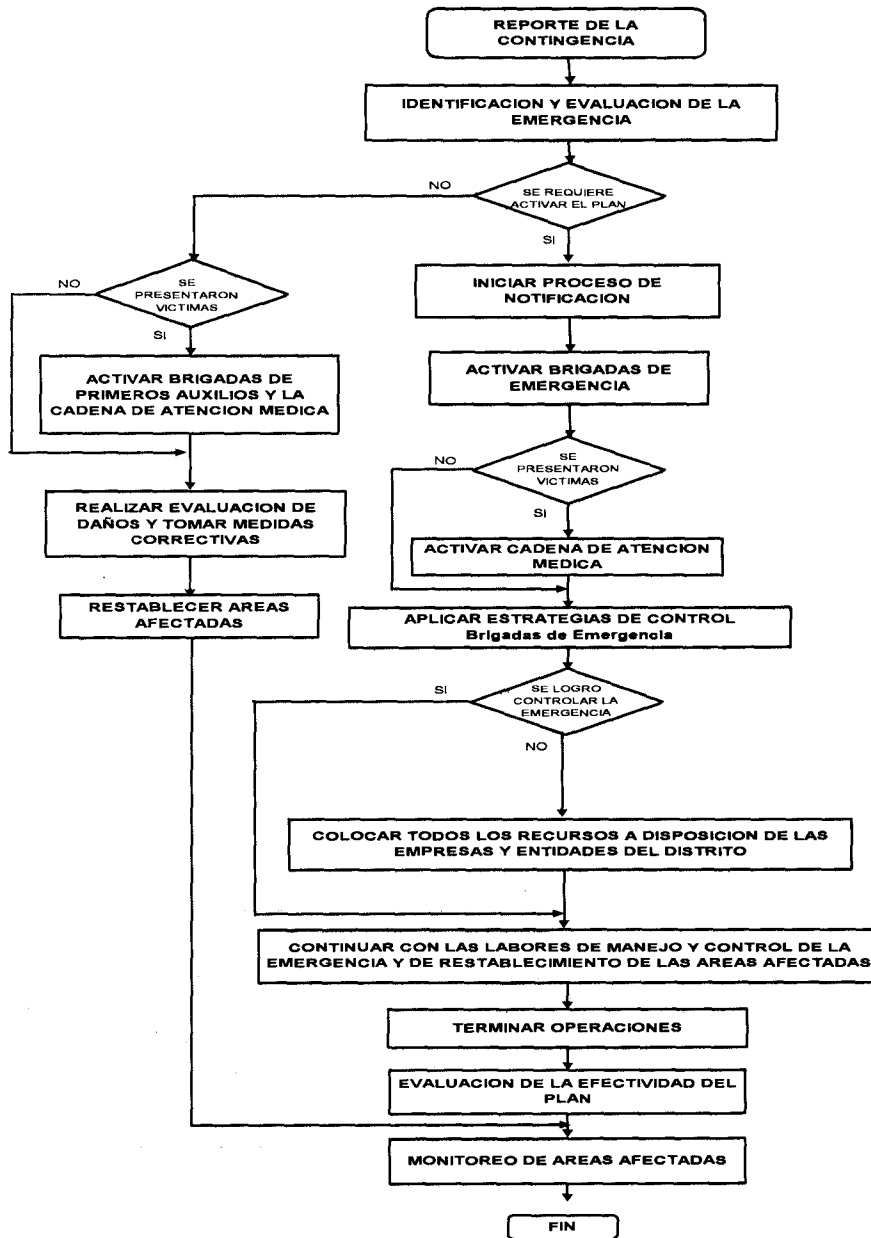 REPORTE DE LA
CONTINGENCIA
IDENTIFICACION Y EVALUACION DE LA
EMERGENCIA
NO
SE REQUIERE
ACTIVAR EL PLAN
SI
NO
SE
PRESENTARON
VICTIMAS
SI
INICIAR PROCESO DE
NOTIFICACION
ACTIVAR BRIGADAS DE
PRIMEROS AUXILIOS Y LA
CADENA DE ATENCION MEDICA
ACTIVAR BRIGADAS DE
EMERGENCIA
NO
SE
PRESENTARON
VICTIMAS
SI
REALIZAR EVALUACION DE
DAÑOS Y TOMAR MEDIDAS
CORRECTIVAS
ACTIVAR CADENA DE ATENCION
MEDICA
RESTABLECER AREAS
AFECTADAS
APLICAR ESTRATEGIAS DE CONTROL
Brigadas de Emergencia
SI
SE LOGRO
CONTROLAR LA
EMERGENCIA
NO
COLOCAR TODOS LOS RECURSOS A DISPOSICION DE LAS
EMPRESAS Y ENTIDADES DEL DISTRITO
CONTINUAR CON LAS LABORES DE MANEJO Y CONTROL DE LA
EMERGENCIA Y DE RESTABLECIMIENTO DE LAS AREAS AFECTADAS
TERMINAR OPERACIONES
EVALUACION DE LA EFECTIVIDAD DEL
PLAN
MONITOREO DE AREAS AFECTADAS
FIN